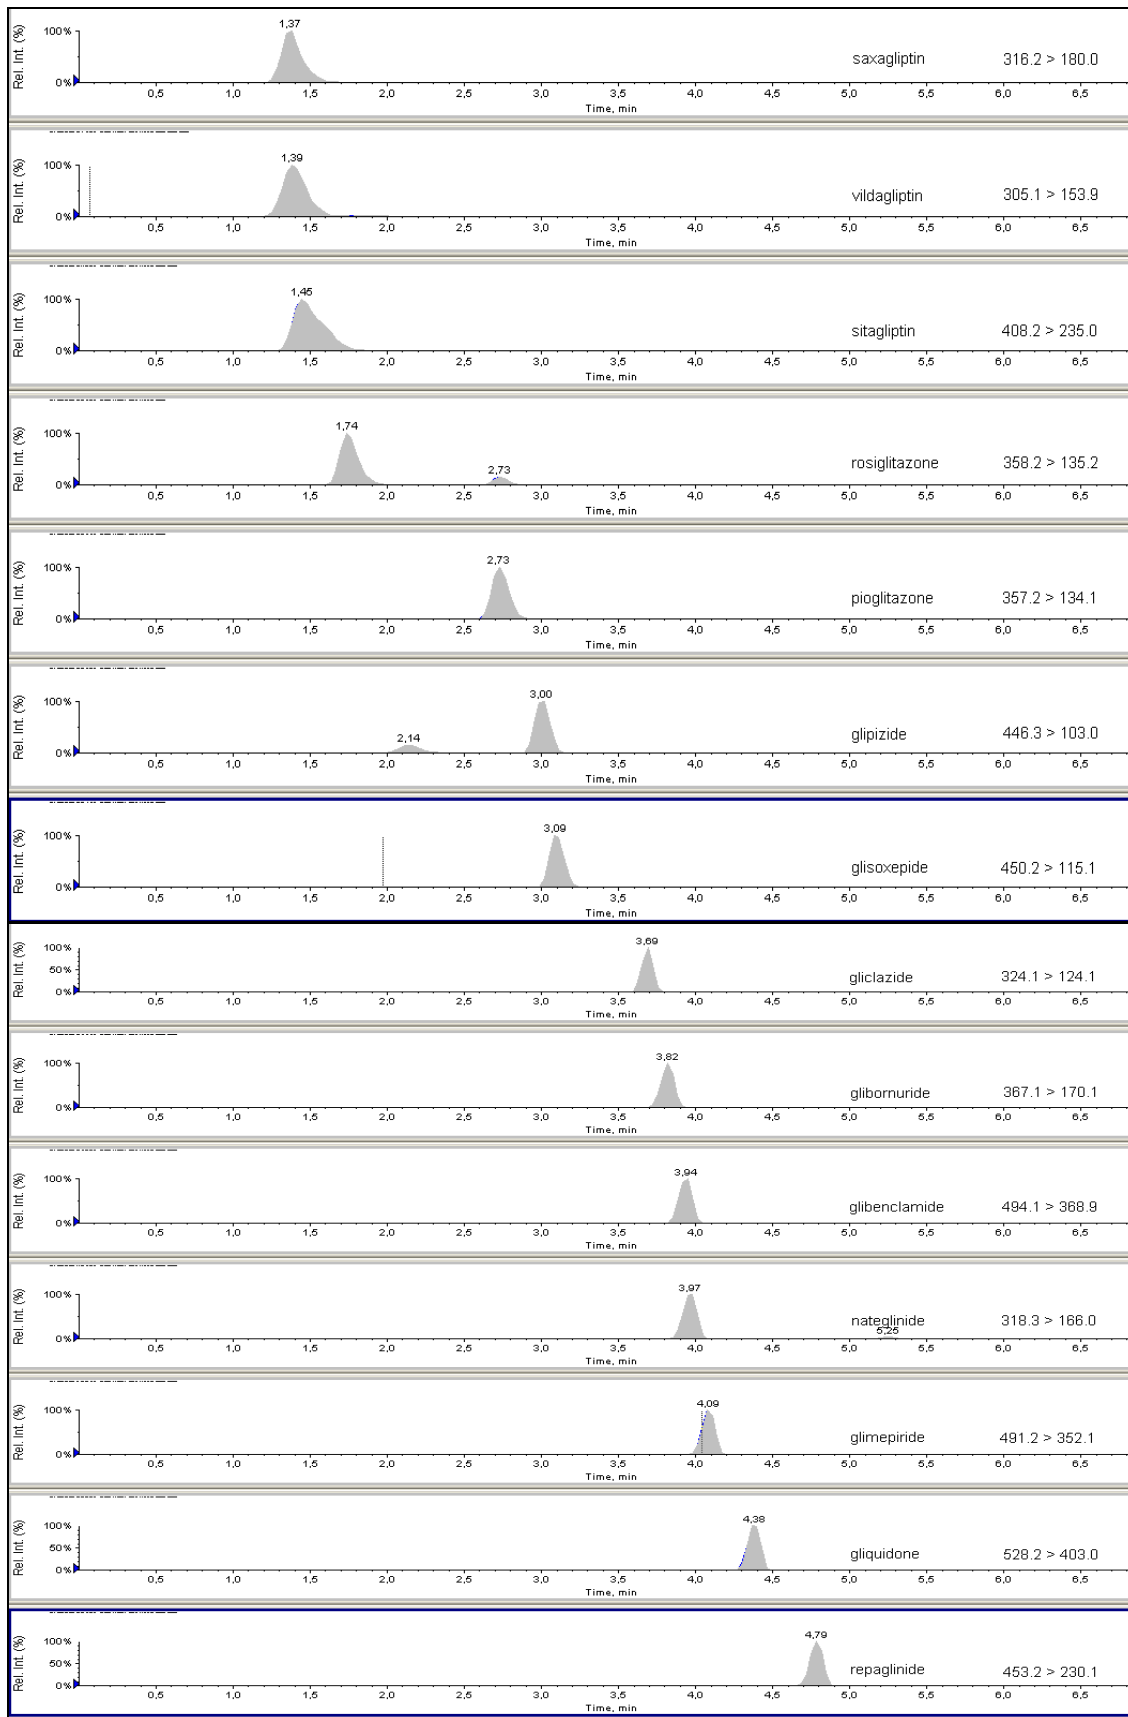 1,37
Rel. Int. (%)
100%
saxagliptin 316.2 > 180.0
0%
0,5 1,0 1,5 2,0 2,5 3,0 3,5 4,0 4,5 5,0 5,5 6,0 6,5
Time, min
1,39
Rel. Int. (%)
100%
vildagliptin 305.1 > 153.9
0%
0,5 1,0 1,5 2,0 2,5 3,0 3,5 4,0 4,5 5,0 5,5 6,0 6,5
Time, min
1,45
Rel. Int. (%)
100%
sitagliptin 408.2 > 235.0
0%
0,5 1,0 1,5 2,0 2,5 3,0 3,5 4,0 4,5 5,0 5,5 6,0 6,5
Time, min
1,74
Rel. Int. (%)
100%
2,73
rosiglitazone 358.2 > 135.2
0%
0,5 1,0 1,5 2,0 2,5 3,0 3,5 4,0 4,5 5,0 5,5 6,0 6,5
Time, min
2,73
Rel. Int. (%)
100%
pioglitazone 357.2 > 134.1
0%
0,5 1,0 1,5 2,0 2,5 3,0 3,5 4,0 4,5 5,0 5,5 6,0 6,5
Time, min
3,00
Rel. Int. (%)
100%
2,14
glipizide 446.3 > 103.0
0%
0,5 1,0 1,5 2,0 2,5 3,0 3,5 4,0 4,5 5,0 5,5 6,0 6,5
Time, min
3,09
Rel. Int. (%)
100%
glisoxepide 450.2 > 115.1
0%
0,5 1,0 1,5 2,0 2,5 3,0 3,5 4,0 4,5 5,0 5,5 6,0 6,5
Time, min
3,69
Rel. Int. (%)
100%
50%
gliclazide 324.1 > 124.1
0%
0,5 1,0 1,5 2,0 2,5 3,0 3,5 4,0 4,5 5,0 5,5 6,0 6,5
Time, min
3,82
Rel. Int. (%)
100%
glibornuride 367.1 > 170.1
0%
0,5 1,0 1,5 2,0 2,5 3,0 3,5 4,0 4,5 5,0 5,5 6,0 6,5
Time, min
3,94
Rel. Int. (%)
100%
glibenclamide 494.1 > 368.9
0%
0,5 1,0 1,5 2,0 2,5 3,0 3,5 4,0 4,5 5,0 5,5 6,0 6,5
Time, min
3,97
Rel. Int. (%)
100%
nateglinide 318.3 > 166.0
5,25
0%
0,5 1,0 1,5 2,0 2,5 3,0 3,5 4,0 4,5 5,0 5,5 6,0 6,5
Time, min
4,09
Rel. Int. (%)
100%
glimepiride 491.2 > 352.1
0%
0,5 1,0 1,5 2,0 2,5 3,0 3,5 4,0 4,5 5,0 5,5 6,0 6,5
Time, min
4,38
Rel. Int. (%)
100%
50%
gliquidone 528.2 > 403.0
0%
0,5 1,0 1,5 2,0 2,5 3,0 3,5 4,0 4,5 5,0 5,5 6,0 6,5
Time, min
4,79
Rel. Int. (%)
100%
50%
repaglinide 453.2 > 230.1
0%
0,5 1,0 1,5 2,0 2,5 3,0 3,5 4,0 4,5 5,0 5,5 6,0 6,5
Time, min